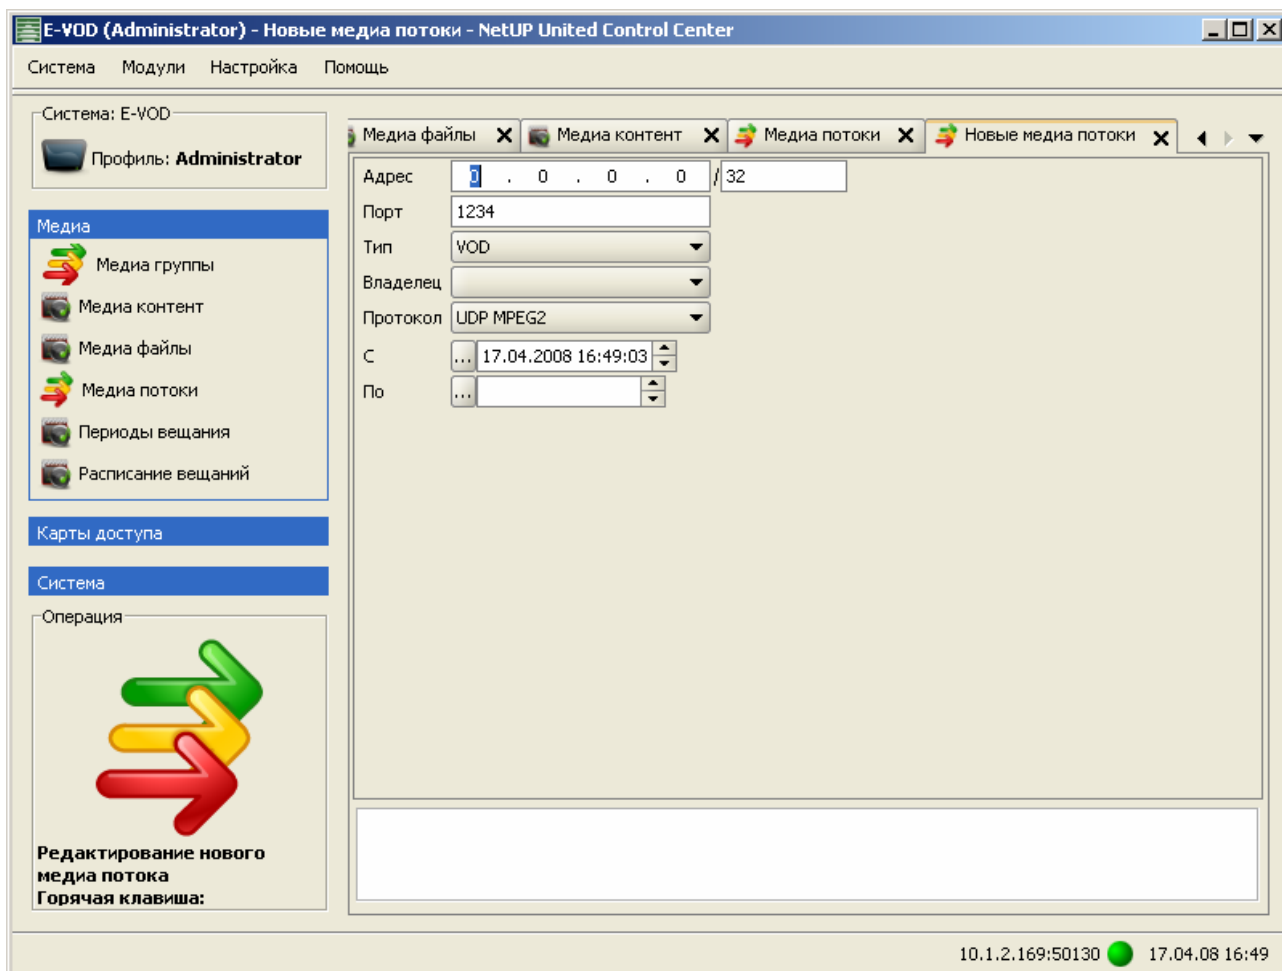 E-VOD (Administrator) - Новые медиа потоки - NetUP United Control Center
Система Модули Настройка Помощь
Система: E-VOD
Профиль: Administrator
Медиа
Медиа группы
Медиа контент
Медиа файлы
Медиа потоки
Периоды вещания
Расписание вещаний
Карты доступа
Система
Операция
Редактирование нового
медиа потока
Горячая клавиша:
Медиа файлы Медиа контент Медиа потоки Новые медиа потоки
Адрес 0 . 0 . 0 . 0 / 32
Порт 1234
Тип VOD
Владелец
Протокол UDP MPEG2
С ... 17.04.2008 16:49:03
По ...
10.1.2.169:50130 17.04.08 16:49